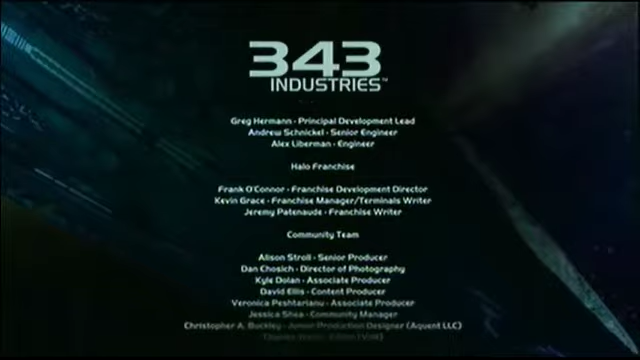 343
INDUSTRIES™
Greg Hermann - Principal Development Lead
Andrew Schnickel - Senior Engineer
Alex Liberman - Engineer
Halo Franchise
Frank O'Connor - Franchise Development Director
Kevin Grace - Franchise Manager/Terminals Writer
Jeremy Patenaude - Franchise Writer
Community Team
Alison Stroll - Senior Producer
Dan Chosich - Director of Photography
Kyle Dolan - Associate Producer
David Ellis - Content Producer
Veronica Peshtarianu - Associate Producer
Jessica Shea - Community Manager
Christopher A. Buckley - Junior Production Designer (Aquent LLC)